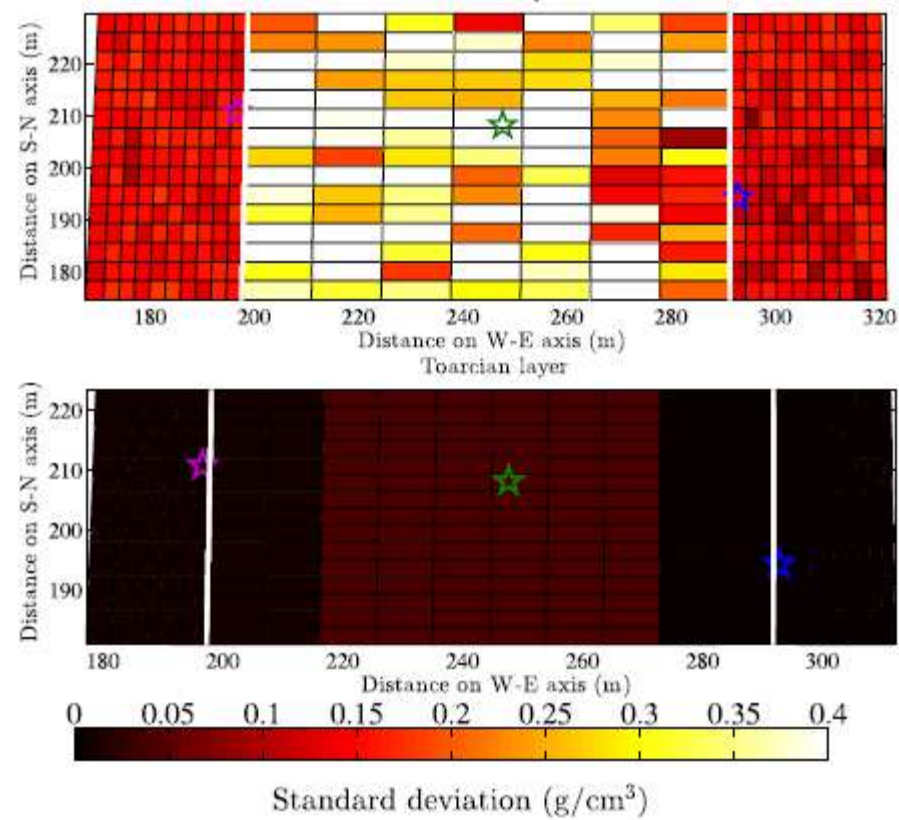 Distance on S-N axis (m)
220
210
200
190
180
180 200 220 240 260 280 300 320
Distance on W-E axis (m)
Toarcian layer
Distance on S-N axis (m)
220
210
200
190
180 200 220 240 260 280 300
Distance on W-E axis (m)
0 0.05 0.1 0.15 0.2 0.25 0.3 0.35 0.4
Standard deviation (g/cm³)